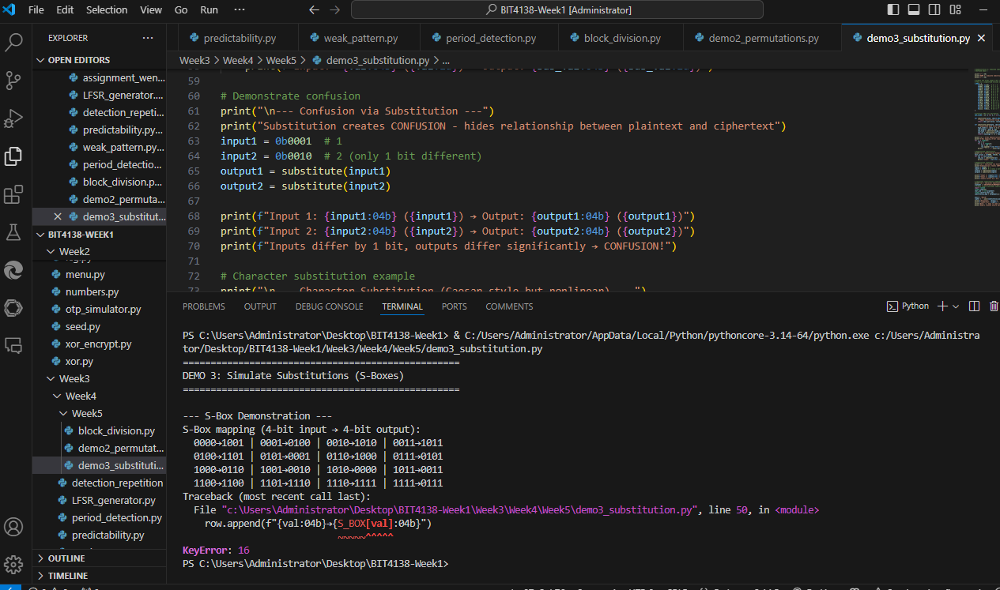 File Edit Selection View Go Run ··· BIT4138-Week1 [Administrator]
EXPLORER ···
OPEN EDITORS
assignment_wen...
LFSR_generator....
detection_repeti...
predictability.py...
weak_pattern.py...
period_detectio...
block_division.p...
demo2_permuta...
demo3_substitut...
BIT4138-WEEK1
Week2
menu.py
numbers.py
otp_simulator.py
seed.py
xor_encrypt.py
xor.py
Week3
Week4
Week5
block_division.py
demo2_permutat...
demo3_substituti...
detection_repetition
LFSR_generator.py
period_detection.py
predictability.py
OUTLINE
TIMELINE
predictability.py weak_pattern.py period_detection.py block_division.py demo2_permutations.py demo3_substitution.py
Week3 > Week4 > Week5 > demo3_substitution.py > ...
59
60 # Demonstrate confusion
61 print("\n--- Confusion via Substitution ---")
62 print("Substitution creates CONFUSION - hides relationship between plaintext and ciphertext")
63 input1 = 0b0001 # 1
64 input2 = 0b0010 # 2 (only 1 bit different)
65 output1 = substitute(input1)
66 output2 = substitute(input2)
67
68 print(f"Input 1: {input1:04b} ({input1}) → Output: {output1:04b} ({output1})")
69 print(f"Input 2: {input2:04b} ({input2}) → Output: {output2:04b} ({output2})")
70 print(f"Inputs differ by 1 bit, outputs differ significantly → CONFUSION!")
71
72 # Character substitution example
PROBLEMS OUTPUT DEBUG CONSOLE TERMINAL PORTS COMMENTS Python
PS C:\Users\Administrator\Desktop\BIT4138-Week1> & C:/Users/Administrator/AppData/Local/Python/pythoncore-3.14-64/python.exe c:/Users/Administra
tor/Desktop/BIT4138-Week1/Week3/Week4/Week5/demo3_substitution.py
==================================================
DEMO 3: Simulate Substitutions (S-Boxes)
==================================================
--- S-Box Demonstration ---
S-Box mapping (4-bit input → 4-bit output):
0000→1001 | 0001→0100 | 0010→1010 | 0011→1011
0100→1101 | 0101→0001 | 0110→1000 | 0111→0101
1000→0110 | 1001→0010 | 1010→0000 | 1011→0011
1100→1100 | 1101→1110 | 1110→1111 | 1111→0111
Traceback (most recent call last):
File "c:\Users\Administrator\Desktop\BIT4138-Week1\Week3\Week4\Week5\demo3_substitution.py", line 50, in <module>
row.append(f"{val:04b}→{S_BOX[val]:04b}")
~~~~~^^^^^
KeyError: 16
PS C:\Users\Administrator\Desktop\BIT4138-Week1>